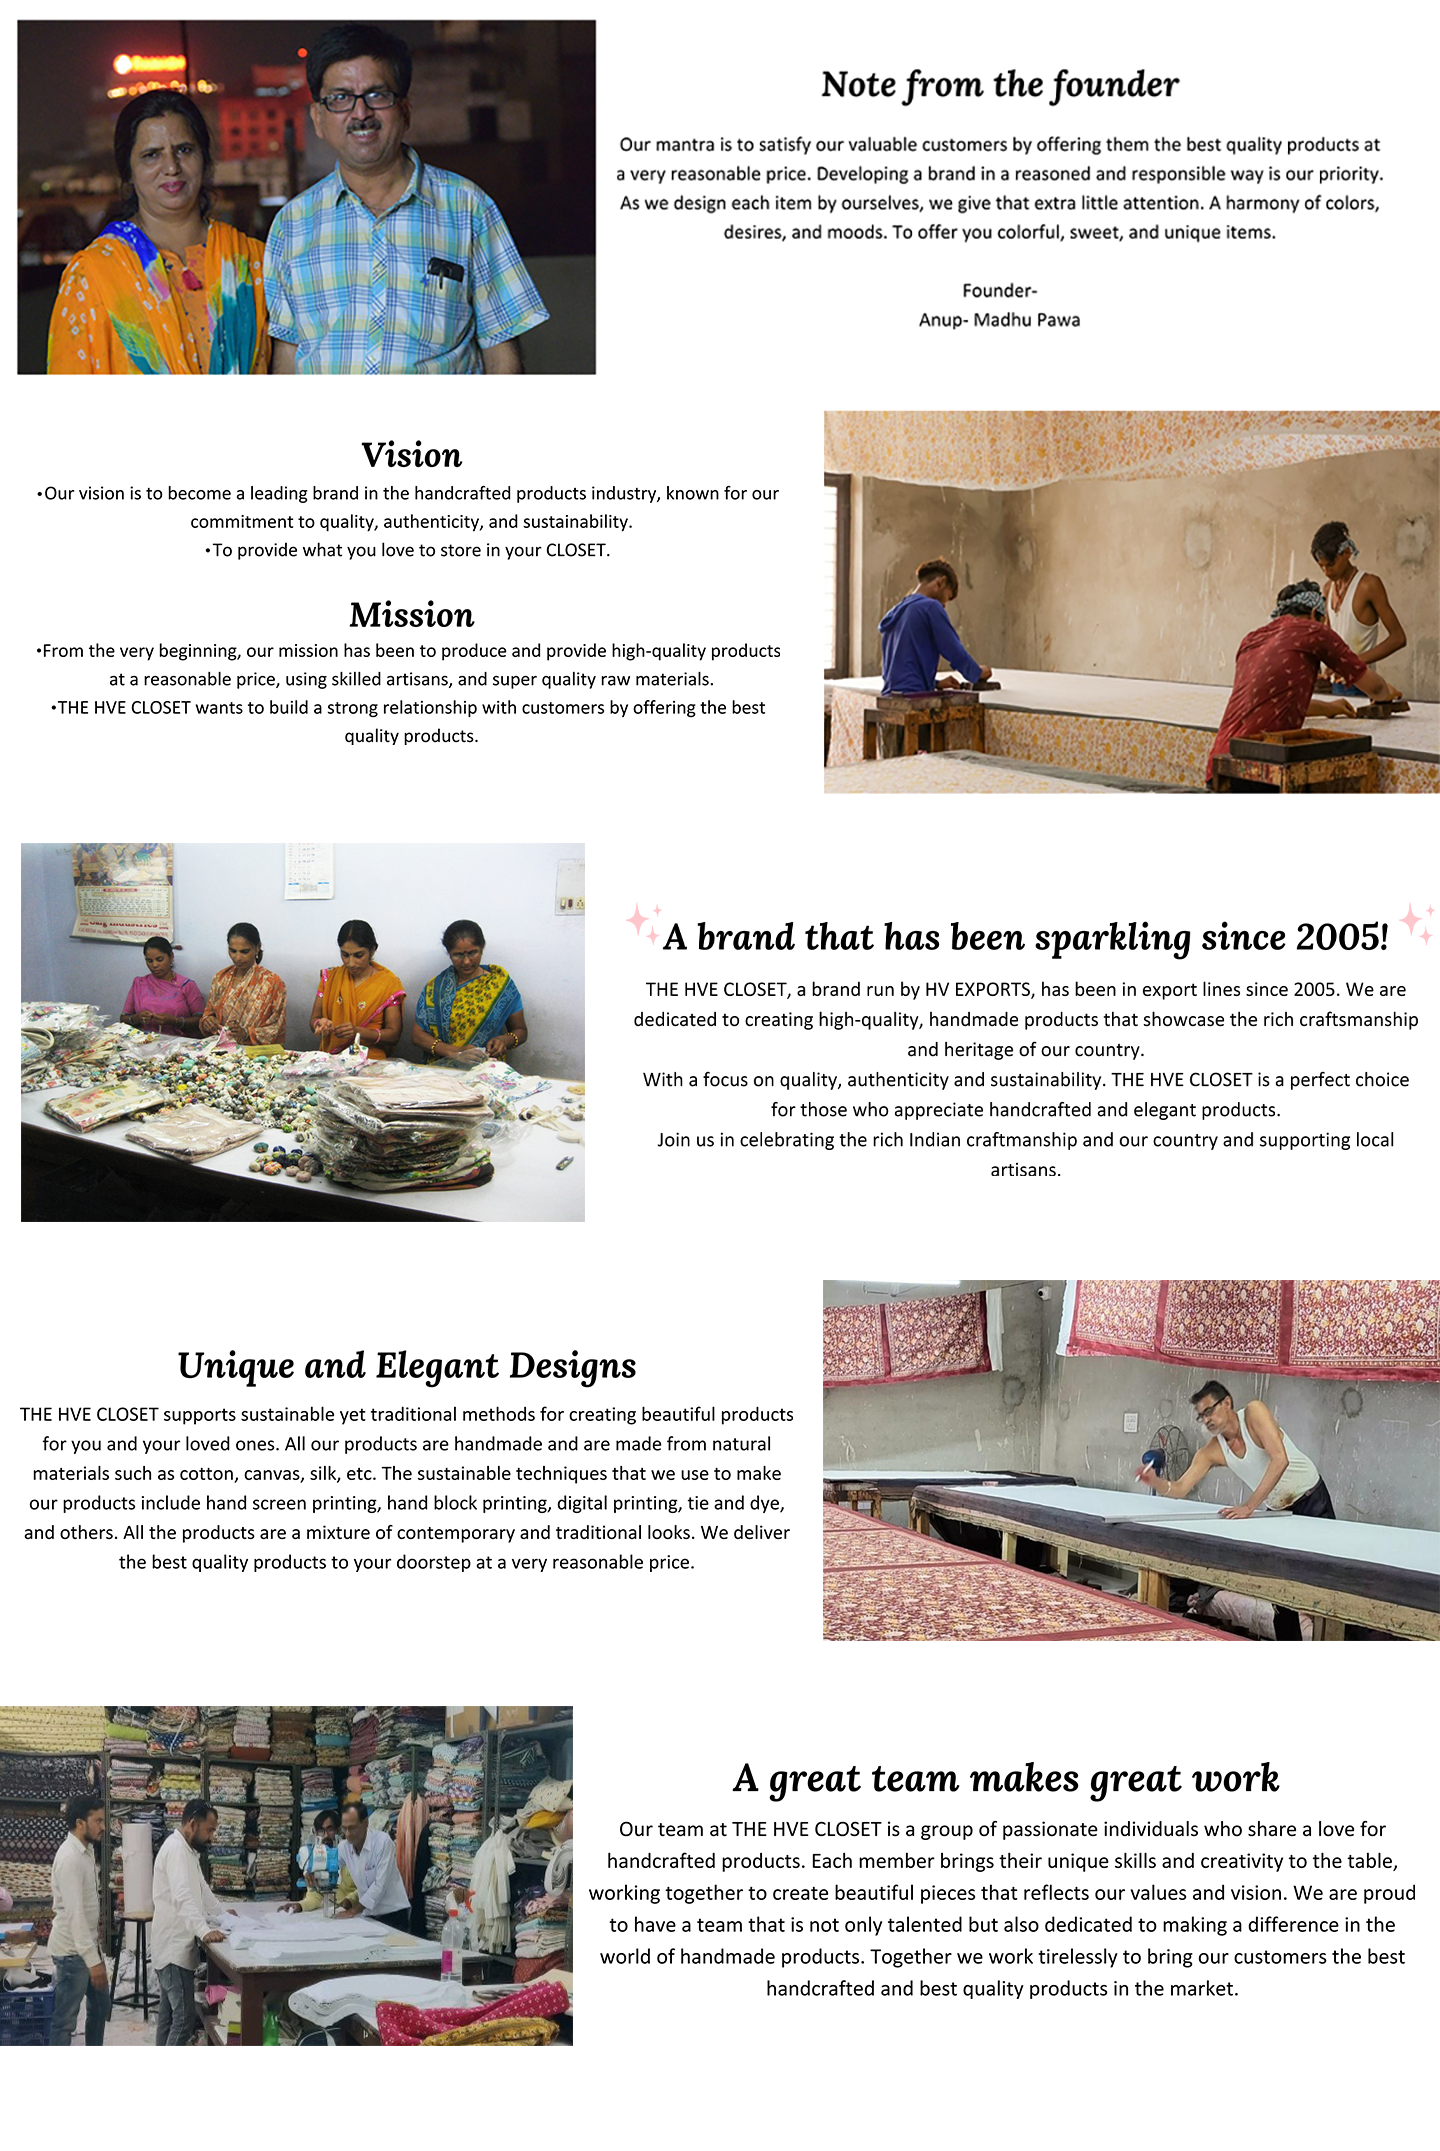 Note from the founder
Our mantra is to satisfy our valuable customers by offering them the best quality products at
a very reasonable price. Developing a brand in a reasoned and responsible way is our priority.
As we design each item by ourselves, we give that extra little attention. A harmony of colors,
desires, and moods. To offer you colorful, sweet, and unique items.
Founder-
Anup- Madhu Pawa
Vision
•Our vision is to become a leading brand in the handcrafted products industry, known for our
commitment to quality, authenticity, and sustainability.
•To provide what you love to store in your CLOSET.
Mission
•From the very beginning, our mission has been to produce and provide high-quality products
at a reasonable price, using skilled artisans, and super quality raw materials.
•THE HVE CLOSET wants to build a strong relationship with customers by offering the best
quality products.
A brand that has been sparkling since 2005!
THE HVE CLOSET, a brand run by HV EXPORTS, has been in export lines since 2005. We are
dedicated to creating high-quality, handmade products that showcase the rich craftsmanship
and heritage of our country.
With a focus on quality, authenticity and sustainability. THE HVE CLOSET is a perfect choice
for those who appreciate handcrafted and elegant products.
Join us in celebrating the rich Indian craftmanship and our country and supporting local
artisans.
Unique and Elegant Designs
THE HVE CLOSET supports sustainable yet traditional methods for creating beautiful products
for you and your loved ones. All our products are handmade and are made from natural
materials such as cotton, canvas, silk, etc. The sustainable techniques that we use to make
our products include hand screen printing, hand block printing, digital printing, tie and dye,
and others. All the products are a mixture of contemporary and traditional looks. We deliver
the best quality products to your doorstep at a very reasonable price.
A great team makes great work
Our team at THE HVE CLOSET is a group of passionate individuals who share a love for
handcrafted products. Each member brings their unique skills and creativity to the table,
working together to create beautiful pieces that reflects our values and vision. We are proud
to have a team that is not only talented but also dedicated to making a difference in the
world of handmade products. Together we work tirelessly to bring our customers the best
handcrafted and best quality products in the market.